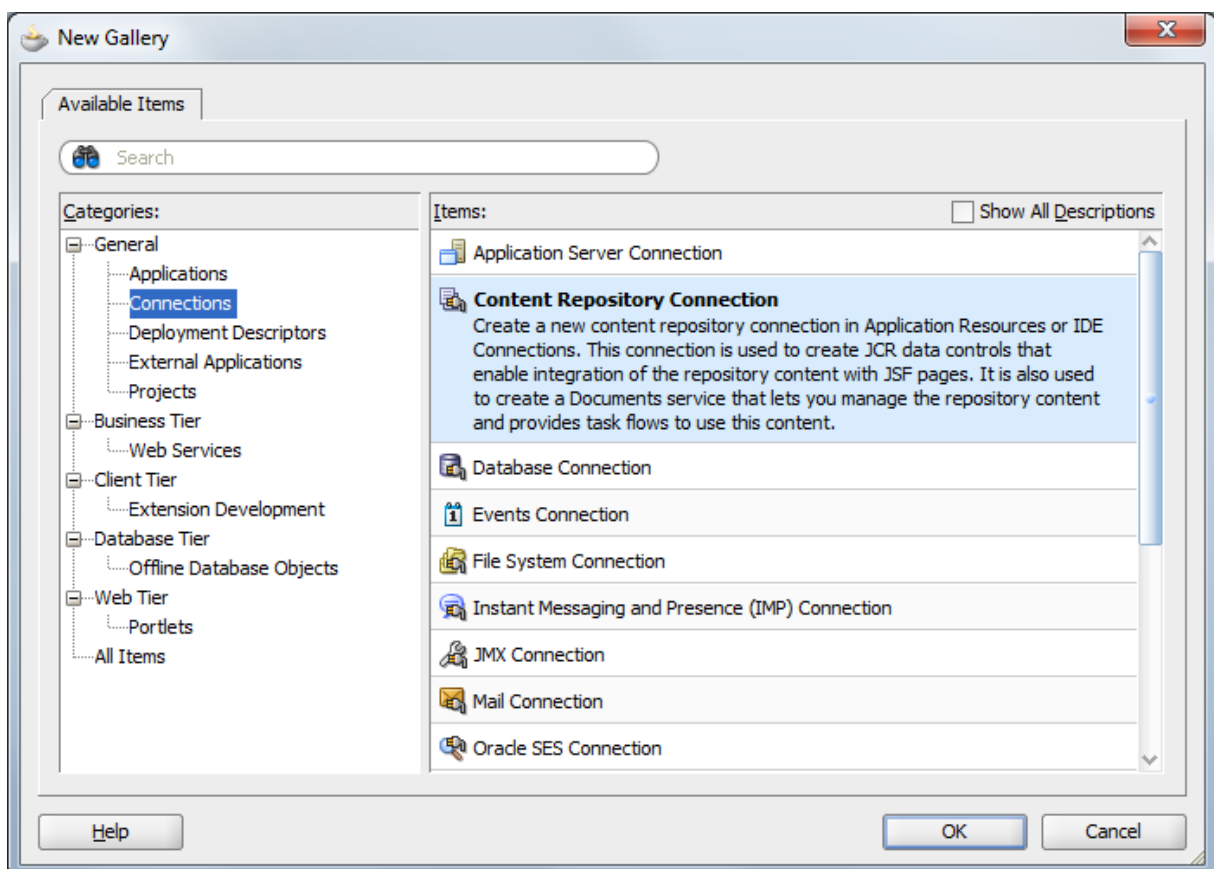 New Gallery
Available Items
Search
Categories:
General
Applications
Connections
Deployment Descriptors
External Applications
Projects
Business Tier
Web Services
Client Tier
Extension Development
Database Tier
Offline Database Objects
Web Tier
Portlets
All Items
Items:
Show All Descriptions
Application Server Connection
Content Repository Connection
Create a new content repository connection in Application Resources or IDE
Connections. This connection is used to create JCR data controls that
enable integration of the repository content with JSF pages. It is also used
to create a Documents service that lets you manage the repository content
and provides task flows to use this content.
Database Connection
Events Connection
File System Connection
Instant Messaging and Presence (IMP) Connection
JMX Connection
Mail Connection
Oracle SES Connection
Help
OK
Cancel